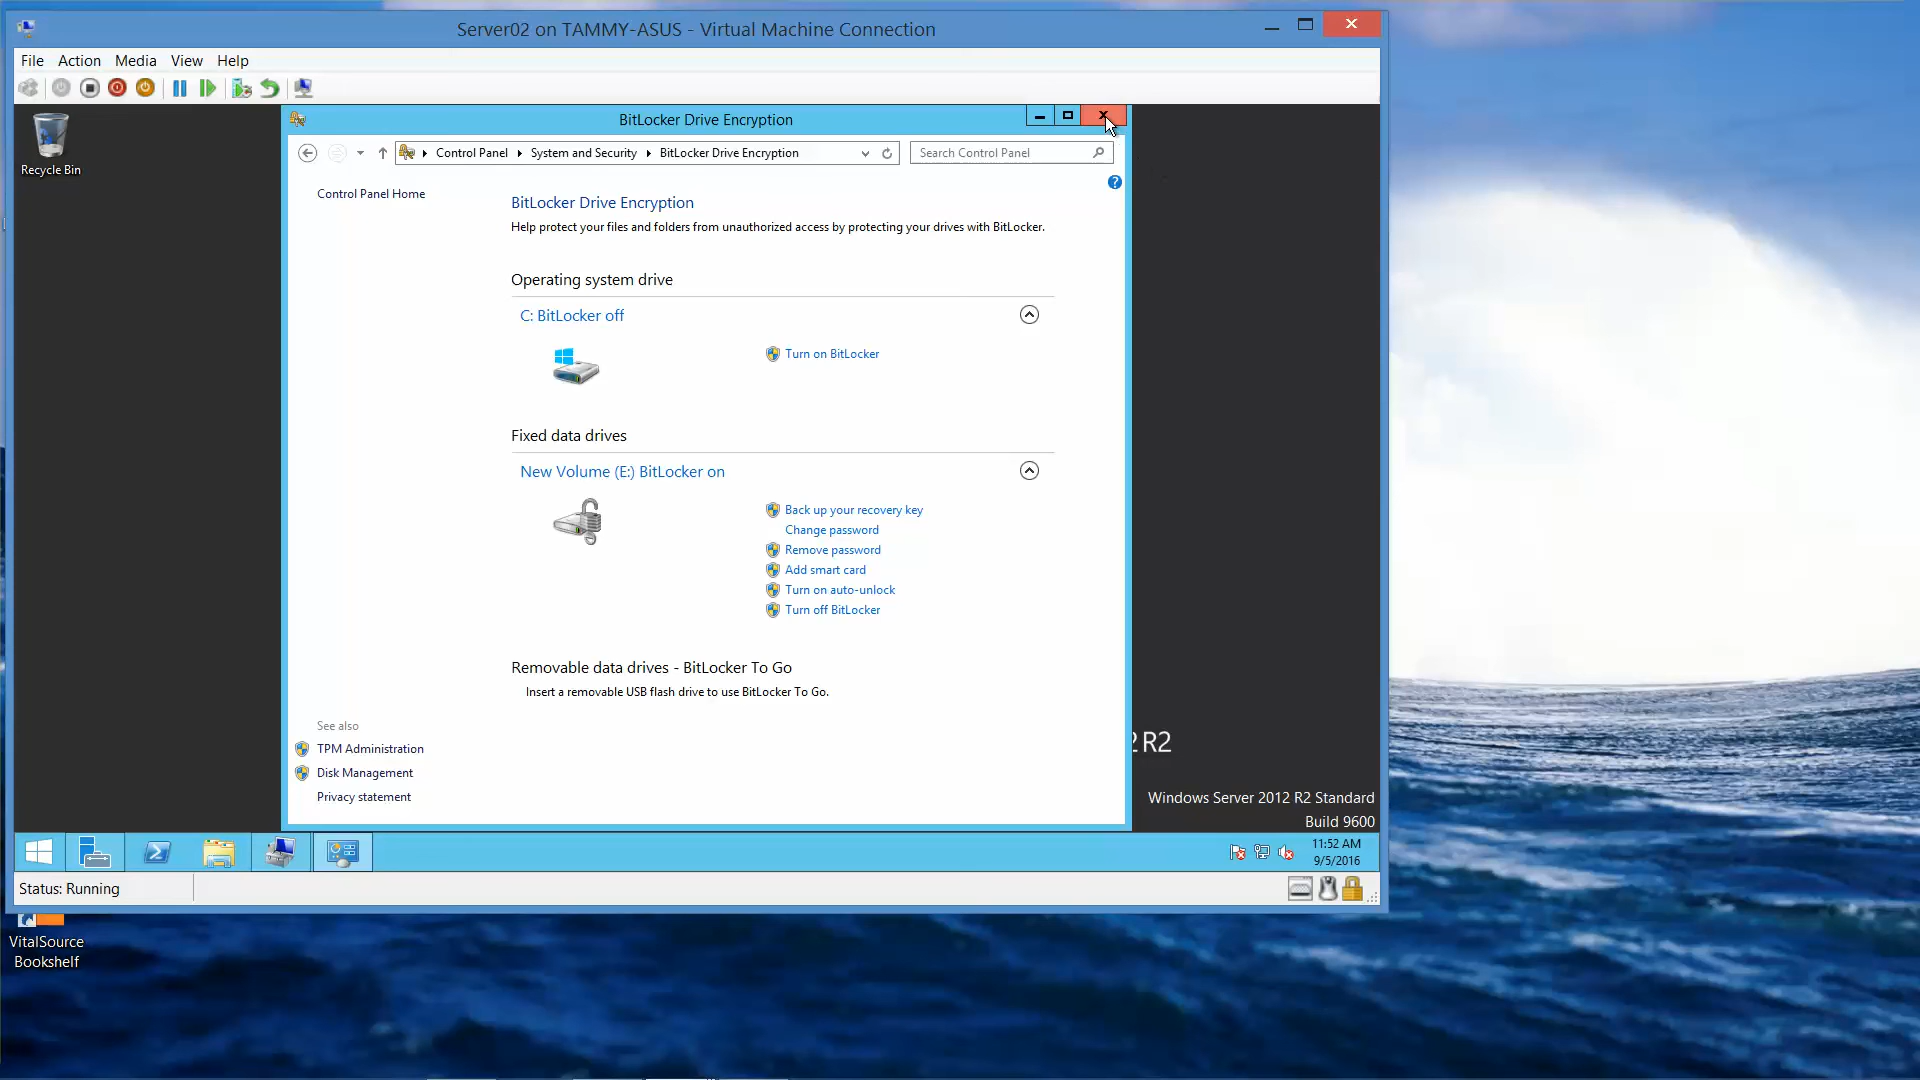 Server02 on TAMMY-ASUS - Virtual Machine Connection
File Action Media View Help
Recycle Bin
BitLocker Drive Encryption
Control Panel System and Security BitLocker Drive Encryption
Search Control Panel
Control Panel Home
BitLocker Drive Encryption
Help protect your files and folders from unauthorized access by protecting your drives with BitLocker.
Operating system drive
C: BitLocker off
Turn on BitLocker
Fixed data drives
New Volume (E:) BitLocker on
Back up your recovery key
Change password
Remove password
Add smart card
Turn on auto-unlock
Turn off BitLocker
Removable data drives - BitLocker To Go
Insert a removable USB flash drive to use BitLocker To Go.
See also
TPM Administration
Disk Management
Privacy statement
2 R2
Windows Server 2012 R2 Standard
Build 9600
11:52 AM
9/5/2016
Status: Running
VitalSource
Bookshelf